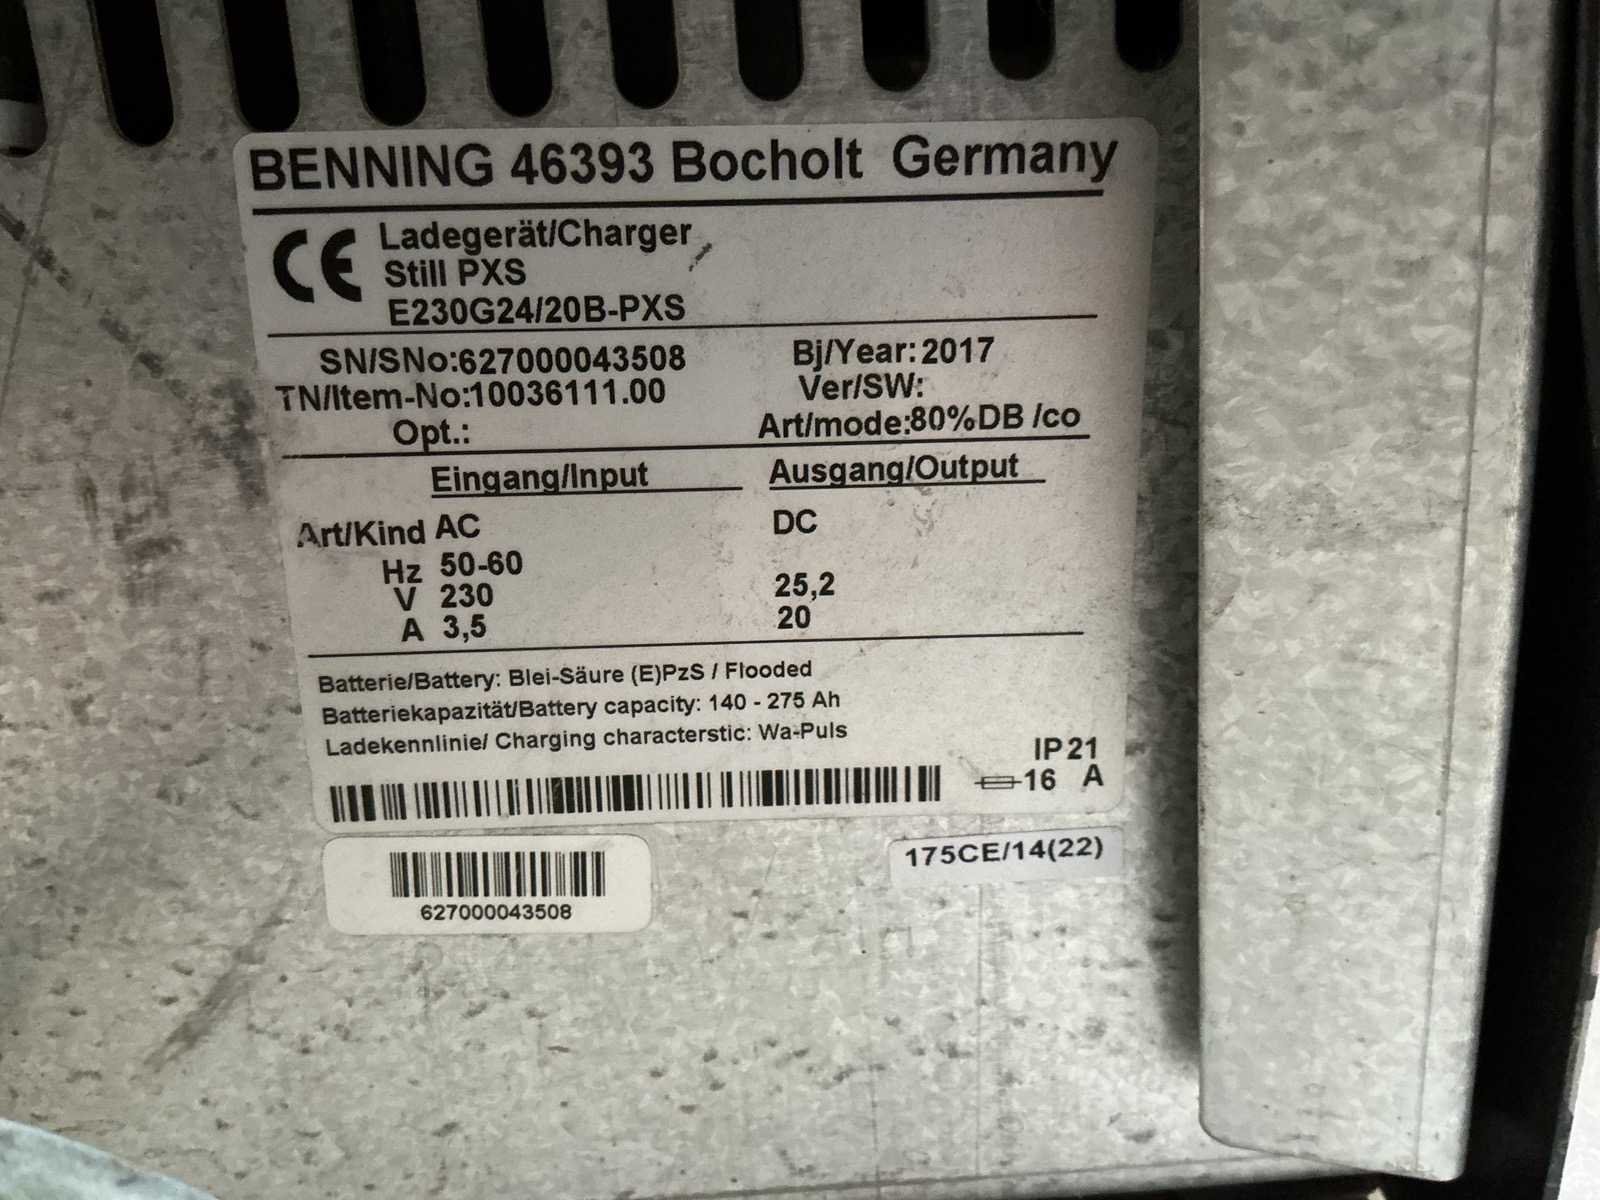 BENNING 46393 Bocholt Germany
CE Ladegerät/Charger
Still PXS
E230G24/20B-PXS
SN/SNo:627000043508 Bj/Year:2017
TN/Item-No:10036111.00 Ver/SW:
Opt.: Art/mode:80%DB /co
Eingang/Input Ausgang/Output
Art/Kind AC DC
Hz 50-60
V 230 25,2
A 3,5 20
Batterie/Battery: Blei-Säure (E)PzS / Flooded
Batteriekapazität/Battery capacity: 140 - 275 Ah
Ladekennlinie/ Charging characterstic: Wa-Puls
IP21
16 A
175CE/14(22)
627000043508